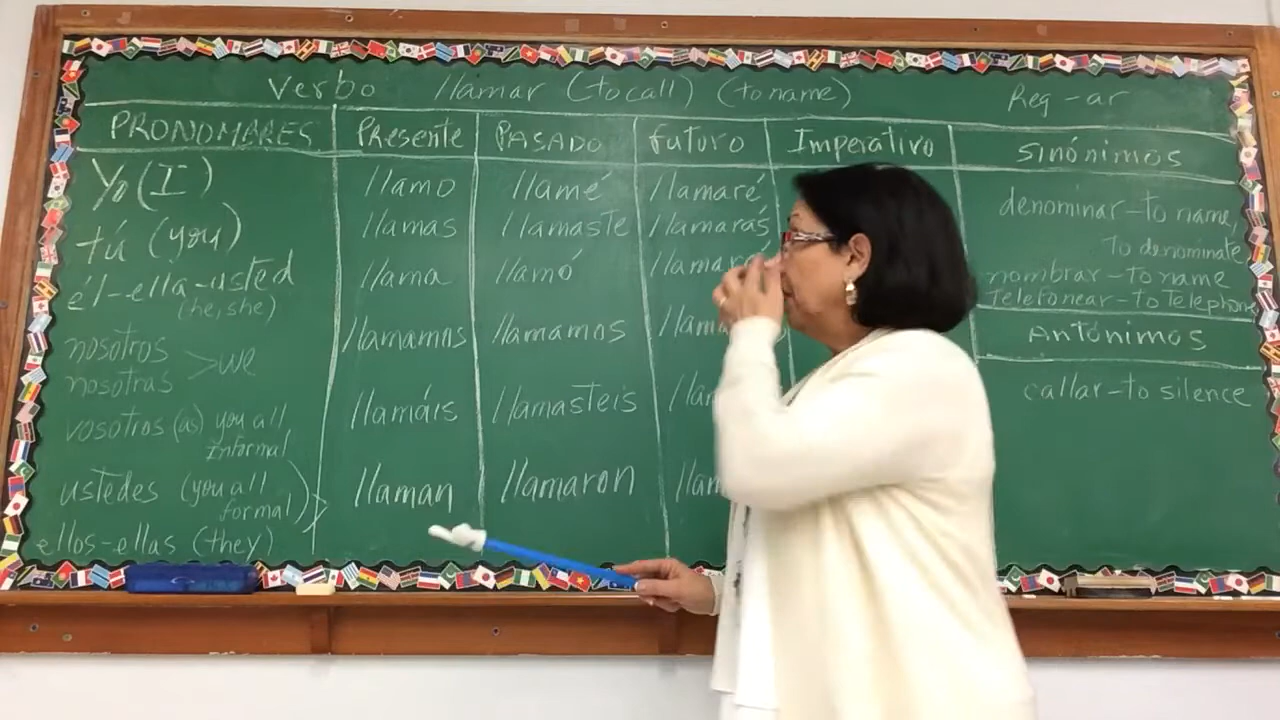 Verbo llamar (to call) (to name) Reg -ar
PRONOMBRES Presente PASADO Futuro Imperativo SINÓNIMOS
Yo (I) llamo llamé llamaré
tú (you) llamas llamaste llamarás
él-ella-usted llama llamó
(he, she)
nosotros
nosotras > we llamamos llamamos
vosotros (as) you all llamáis llamasteis
Informal
ustedes (you all llaman llamaron
formal)
ellos-ellas (they)
denominar-to name,
to denominate
nombrar-to name
Telefonear-to Telephone
Antónimos
callar-to silence